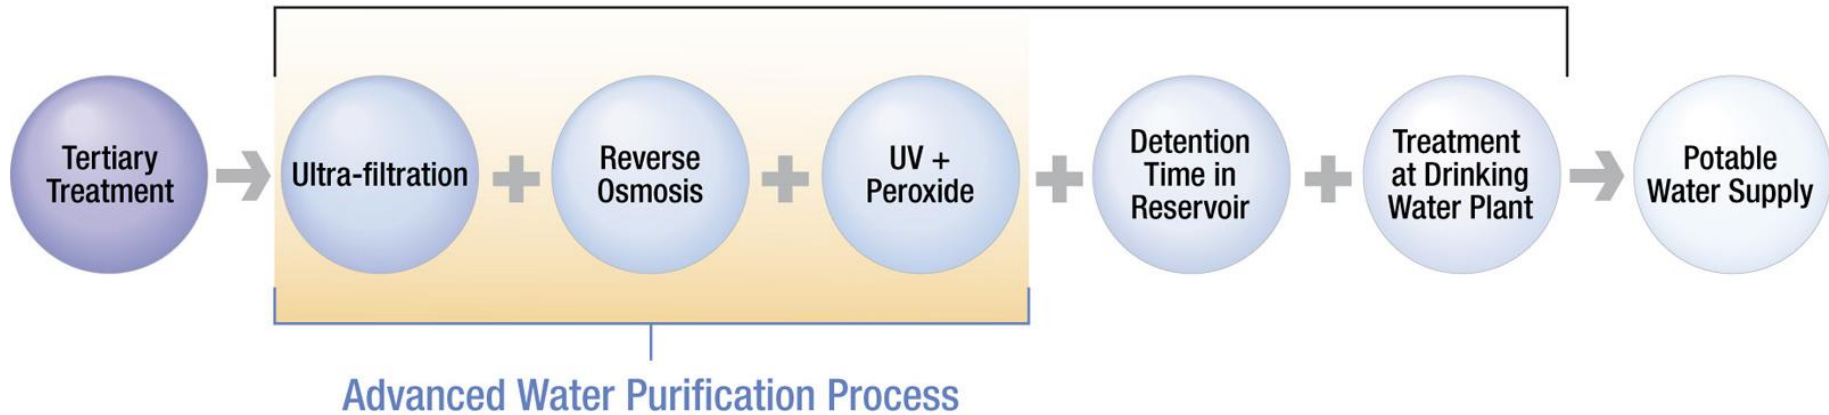 Tertiary
Treatment
Ultra-filtration
Reverse
Osmosis
UV +
Peroxide
Detention
Time in
Reservoir
Treatment
at Drinking
Water Plant
Potable
Water Supply
Advanced Water Purification Process